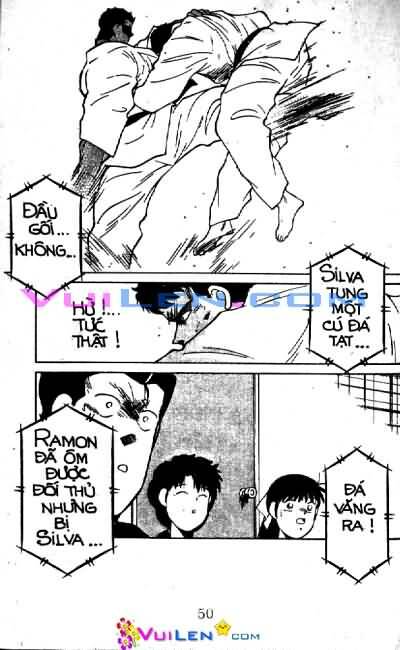 ĐẦU
GỐI...
KHÔNG...
VUILEN.COM
SILVA
TUNG
MỘT
CÚ ĐÁ
TẠT...
HỪ!...
TỨC
THẬT!
RAMON
ĐÃ ÔM
ĐƯỢC
ĐỐI THỦ
NHƯNG
BỊ
SILVA...
ĐÁ
VĂNG
RA!
50
VUILEN.COM